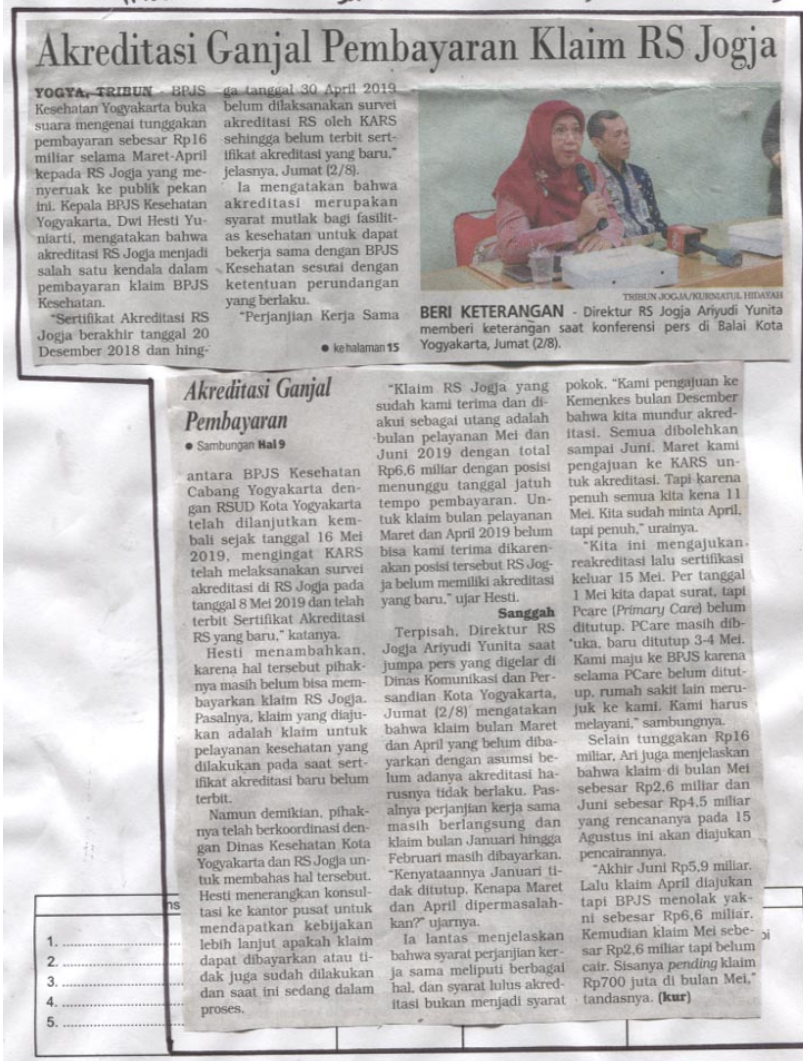 Akreditasi Ganjal Pembayaran Klaim RS Jogja
YOGYA, TRIBUN - BPJS
Kesehatan Yogyakarta buka
suara mengenai tunggakan
pembayaran sebesar Rp16
miliar selama Maret-April
kepada RS Jogja yang me-
nyeruak ke publik pekan
ini. Kepala BPJS Kesehatan
Yogyakarta, Dwi Hesti Yu-
niarti, mengatakan bahwa
akreditasi RS Jogja menjadi
salah satu kendala dalam
pembayaran klaim BPJS
Kesehatan.
"Sertifikat Akreditasi RS
Jogja berakhir tanggal 20
Desember 2018 dan hing-
ga tanggal 30 April 2019
belum dilaksanakan survei
akreditasi RS oleh KARS
sehingga belum terbit sert-
ifikat akreditasi yang baru,"
jelasnya, Jumat (2/8).
Ia mengatakan bahwa
akreditasi merupakan
syarat mutlak bagi fasilit-
as kesehatan untuk dapat
bekerja sama dengan BPJS
Kesehatan sesuai dengan
ketentuan perundangan
yang berlaku.
"Perjanjian Kerja Sama
● ke halaman 15
TRIBUN JOGJA/KURNIATUL HIDAYAH
BERI KETERANGAN - Direktur RS Jogja Ariyudi Yunita
memberi keterangan saat konferensi pers di Balai Kota
Yogyakarta, Jumat (2/8).
Akreditasi Ganjal
Pembayaran
● Sambungan Hal 9
antara BPJS Kesehatan
Cabang Yogyakarta den-
gan RSUD Kota Yogyakarta
telah dilanjutkan kem-
bali sejak tanggal 16 Mei
2019, mengingat KARS
telah melaksanakan survei
akreditasi di RS Jogja pada
tanggal 8 Mei 2019 dan telah
terbit Sertifikat Akreditasi
RS yang baru," katanya.
Hesti menambahkan,
karena hal tersebut pihak-
nya masih belum bisa mem-
bayarkan klaim RS Jogja.
Pasalnya, klaim yang diaju-
kan adalah klaim untuk
pelayanan kesehatan yang
dilakukan pada saat sert-
ifikat akreditasi baru belum
terbit.
Namun demikian, pihak-
nya telah berkoordinasi den-
gan Dinas Kesehatan Kota
Yogyakarta dan RS Jogja un-
tuk membahas hal tersebut.
Hesti menerangkan konsul-
tasi ke kantor pusat untuk
mendapatkan kebijakan
lebih lanjut apakah klaim
dapat dibayarkan atau ti-
dak juga sudah dilakukan
dan saat ini sedang dalam
proses.
"Klaim RS Jogja yang
sudah kami terima dan di-
akui sebagai utang adalah
bulan pelayanan Mei dan
Juni 2019 dengan total
Rp6,6 miliar dengan posisi
menunggu tanggal jatuh
tempo pembayaran. Un-
tuk klaim bulan pelayanan
Maret dan April 2019 belum
bisa kami terima dikaren-
akan posisi tersebut RS Jog-
ja belum memiliki akreditasi
yang baru," ujar Hesti.
Sanggah
Terpisah, Direktur RS
Jogja Ariyudi Yunita saat
jumpa pers yang digelar di
Dinas Komunikasi dan Per-
sandian Kota Yogyakarta,
Jumat (2/8) mengatakan
bahwa klaim bulan Maret
dan April yang belum diba-
yarkan dengan asumsi be-
lum adanya akreditasi ha-
rusnya tidak berlaku. Pas-
alnya perjanjian kerja sama
masih berlangsung dan
klaim bulan Januari hingga
Februari masih dibayarkan.
"Kenyataannya Januari ti-
dak ditutup. Kenapa Maret
dan April dipermasalah-
kan?" ujarnya.
Ia lantas menjelaskan
bahwa syarat perjanjian ker-
ja sama meliputi berbagai
hal, dan syarat lulus akred-
itasi bukan menjadi syarat
pokok. "Kami pengajuan ke
Kemenkes bulan Desember
bahwa kita mundur akred-
itasi. Semua dibolehkan
sampai Juni. Maret kami
pengajuan ke KARS un-
tuk akreditasi. Tapi karena
penuh semua kita kena 11
Mei. Kita sudah minta April,
tapi penuh," urainya.
"Kita ini mengajukan
reakreditasi lalu sertifikasi
keluar 15 Mei. Per tanggal
1 Mei kita dapat surat, tapi
Pcare (Primary Care) belum
ditutup. PCare masih dib-
uka, baru ditutup 3-4 Mei.
Kami maju ke BPJS karena
selama PCare belum ditut-
up, rumah sakit lain meru-
juk ke kami. Kami harus
melayani," sambungnya.
Selain tunggakan Rp16
miliar, Ari juga menjelaskan
bahwa klaim di bulan Mei
sebesar Rp2,6 miliar dan
Juni sebesar Rp4,5 miliar
yang rencananya pada 15
Agustus ini akan diajukan
pencairannya.
"Akhir Juni Rp5,9 miliar.
Lalu klaim April diajukan
tapi BPJS menolak yak-
ni sebesar Rp6,6 miliar.
Kemudian klaim Mei sebe-
sar Rp2,6 miliar tapi belum
cair. Sisanya pending klaim
Rp700 juta di bulan Mei,"
tandasnya. (kur)
1. ....................
2. ....................
3. ....................
4. ....................
5. ....................